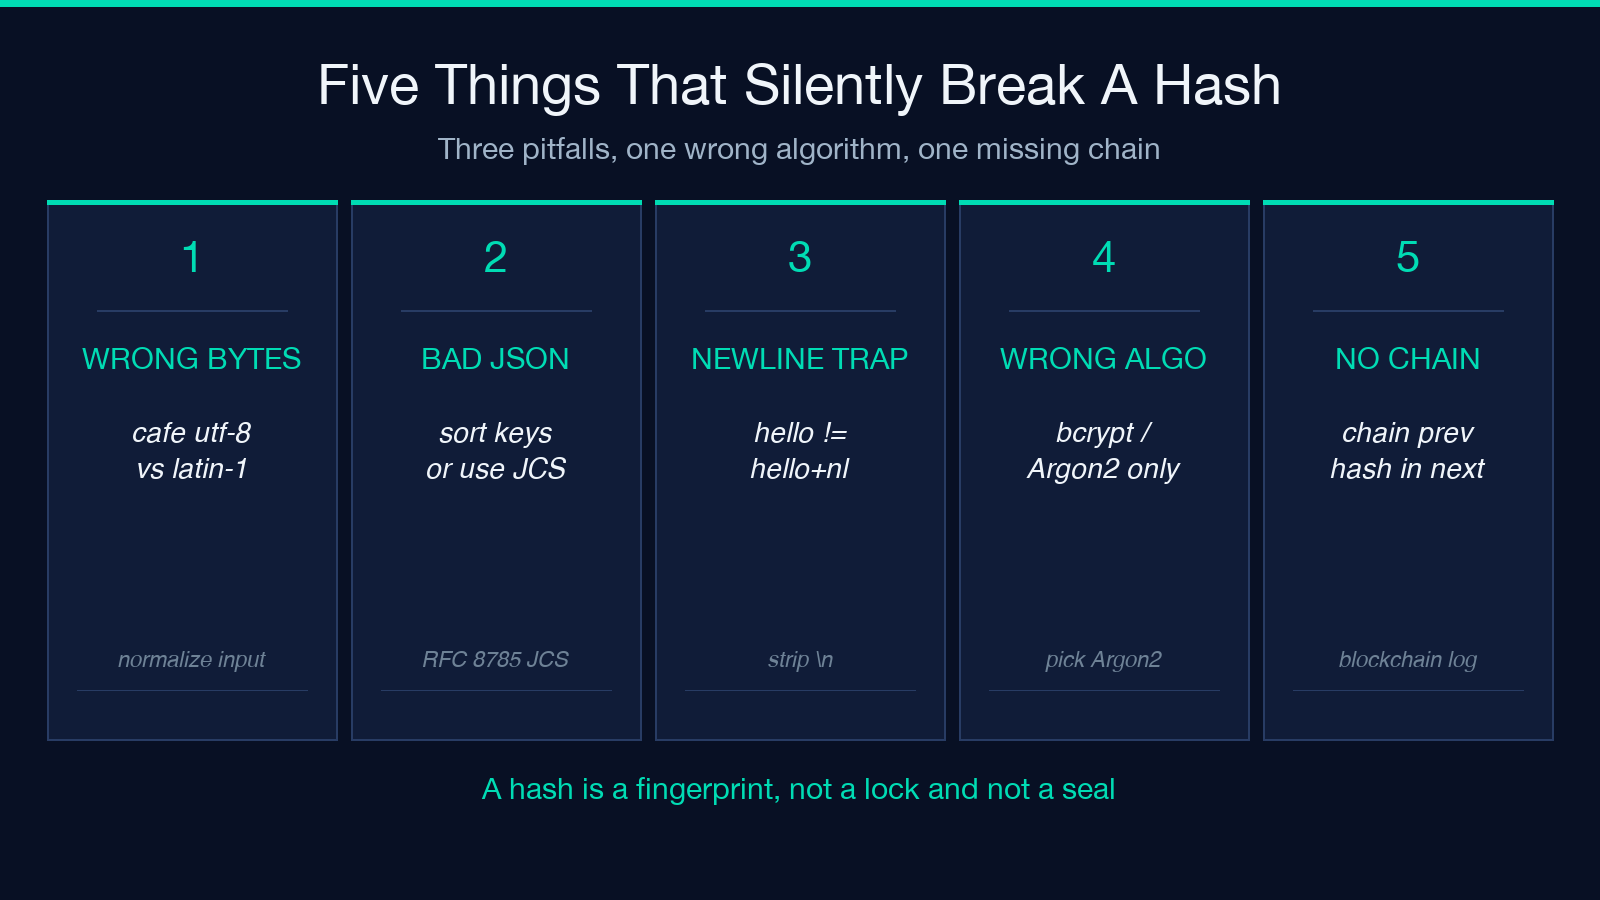 Five Things That Silently Break A Hash
Three pitfalls, one wrong algorithm, one missing chain
1
WRONG BYTES
cafe utf-8
vs latin-1
normalize input
2
BAD JSON
sort keys
or use JCS
RFC 8785 JCS
3
NEWLINE TRAP
hello !=
hello+nl
strip \n
4
WRONG ALGO
bcrypt /
Argon2 only
pick Argon2
5
NO CHAIN
chain prev
hash in next
blockchain log
A hash is a fingerprint, not a lock and not a seal